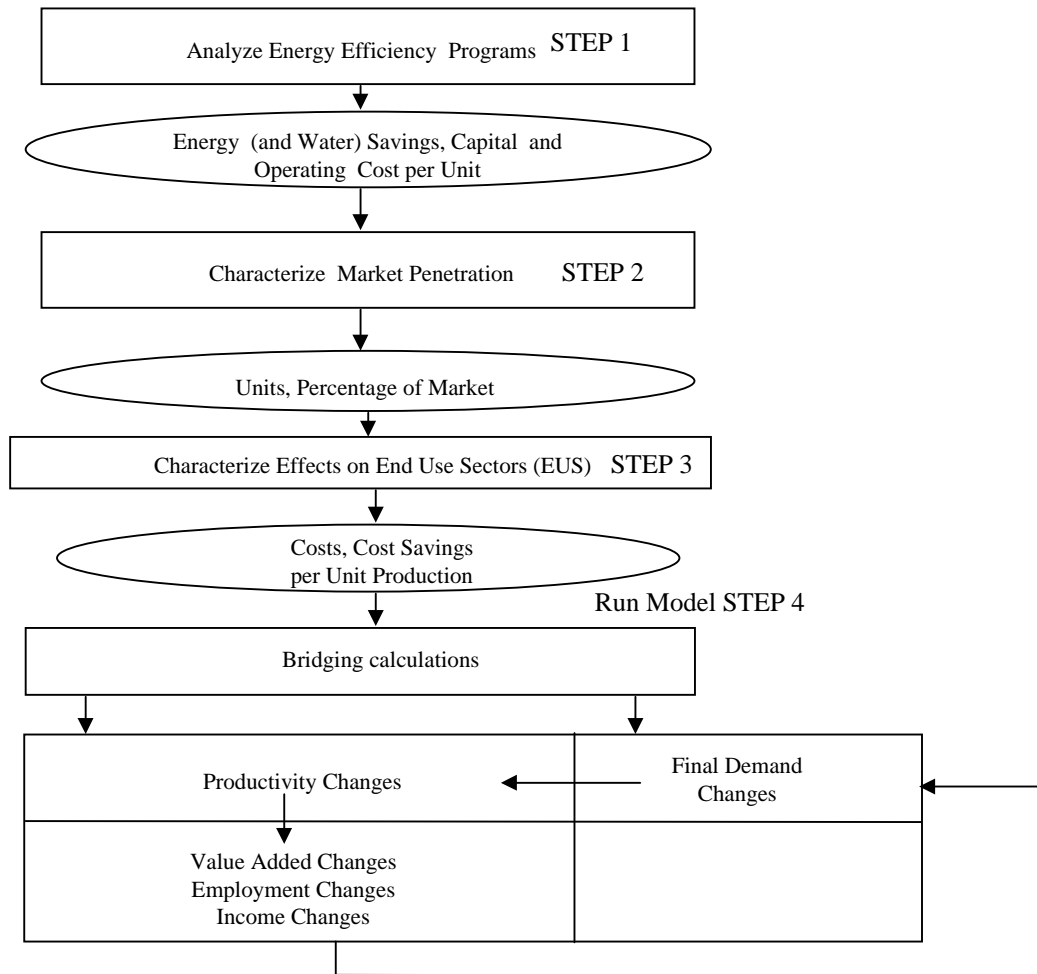 Analyze Energy Efficiency Programs STEP 1
Energy (and Water) Savings, Capital and
Operating Cost per Unit
Characterize Market Penetration STEP 2
Units, Percentage of Market
Characterize Effects on End Use Sectors (EUS) STEP 3
Costs, Cost Savings
per Unit Production
Run Model STEP 4
Bridging calculations
Productivity Changes
Final Demand
Changes
Value Added Changes
Employment Changes
Income Changes